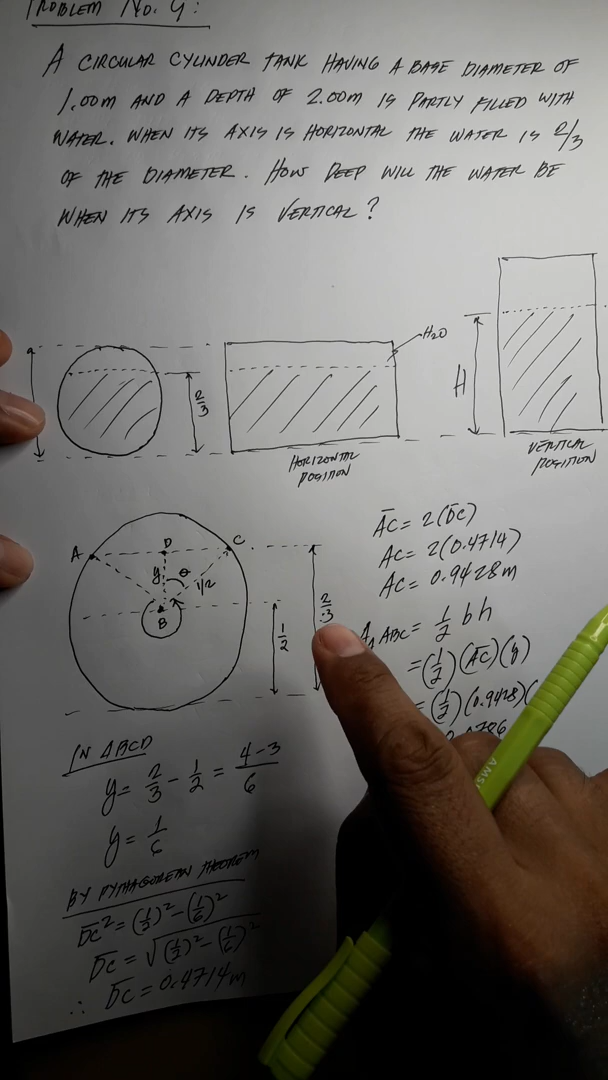 PROBLEM NO. 4:
A CIRCULAR CYLINDER TANK HAVING A BASE DIAMETER OF
1.00m AND A DEPTH OF 2.00m IS PARTLY FILLED WITH
WATER. WHEN ITS AXIS IS HORIZONTAL THE WATER IS 2/3
OF THE DIAMETER. HOW DEEP WILL THE WATER BE
WHEN ITS AXIS IS VERTICAL?
H2O
2/3
H
HORIZONTAL
POSITION
VERTICAL
POSITION
A D C
y θ 1/2
B
1/2
2/3
AC = 2(DC)
AC = 2(0.4714)
AC = 0.9428m
A△ABC = 1/2 bh
= (1/2)(AC)(y)
= (1/2)(0.9428)(
IN △BCD
y = 2/3 - 1/2 = 4-3/6
y = 1/6
BY PYTHAGOREAN THEOREM
DC² = (1/2)² - (1/6)²
DC = √(1/2)² - (1/6)²
∴ DC = 0.4714m